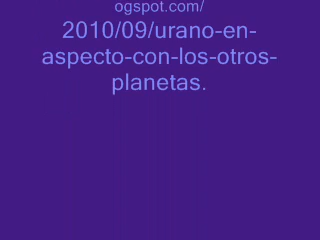 ogspot.com/
2010/09/urano-en-
aspecto-con-los-otros-
planetas.